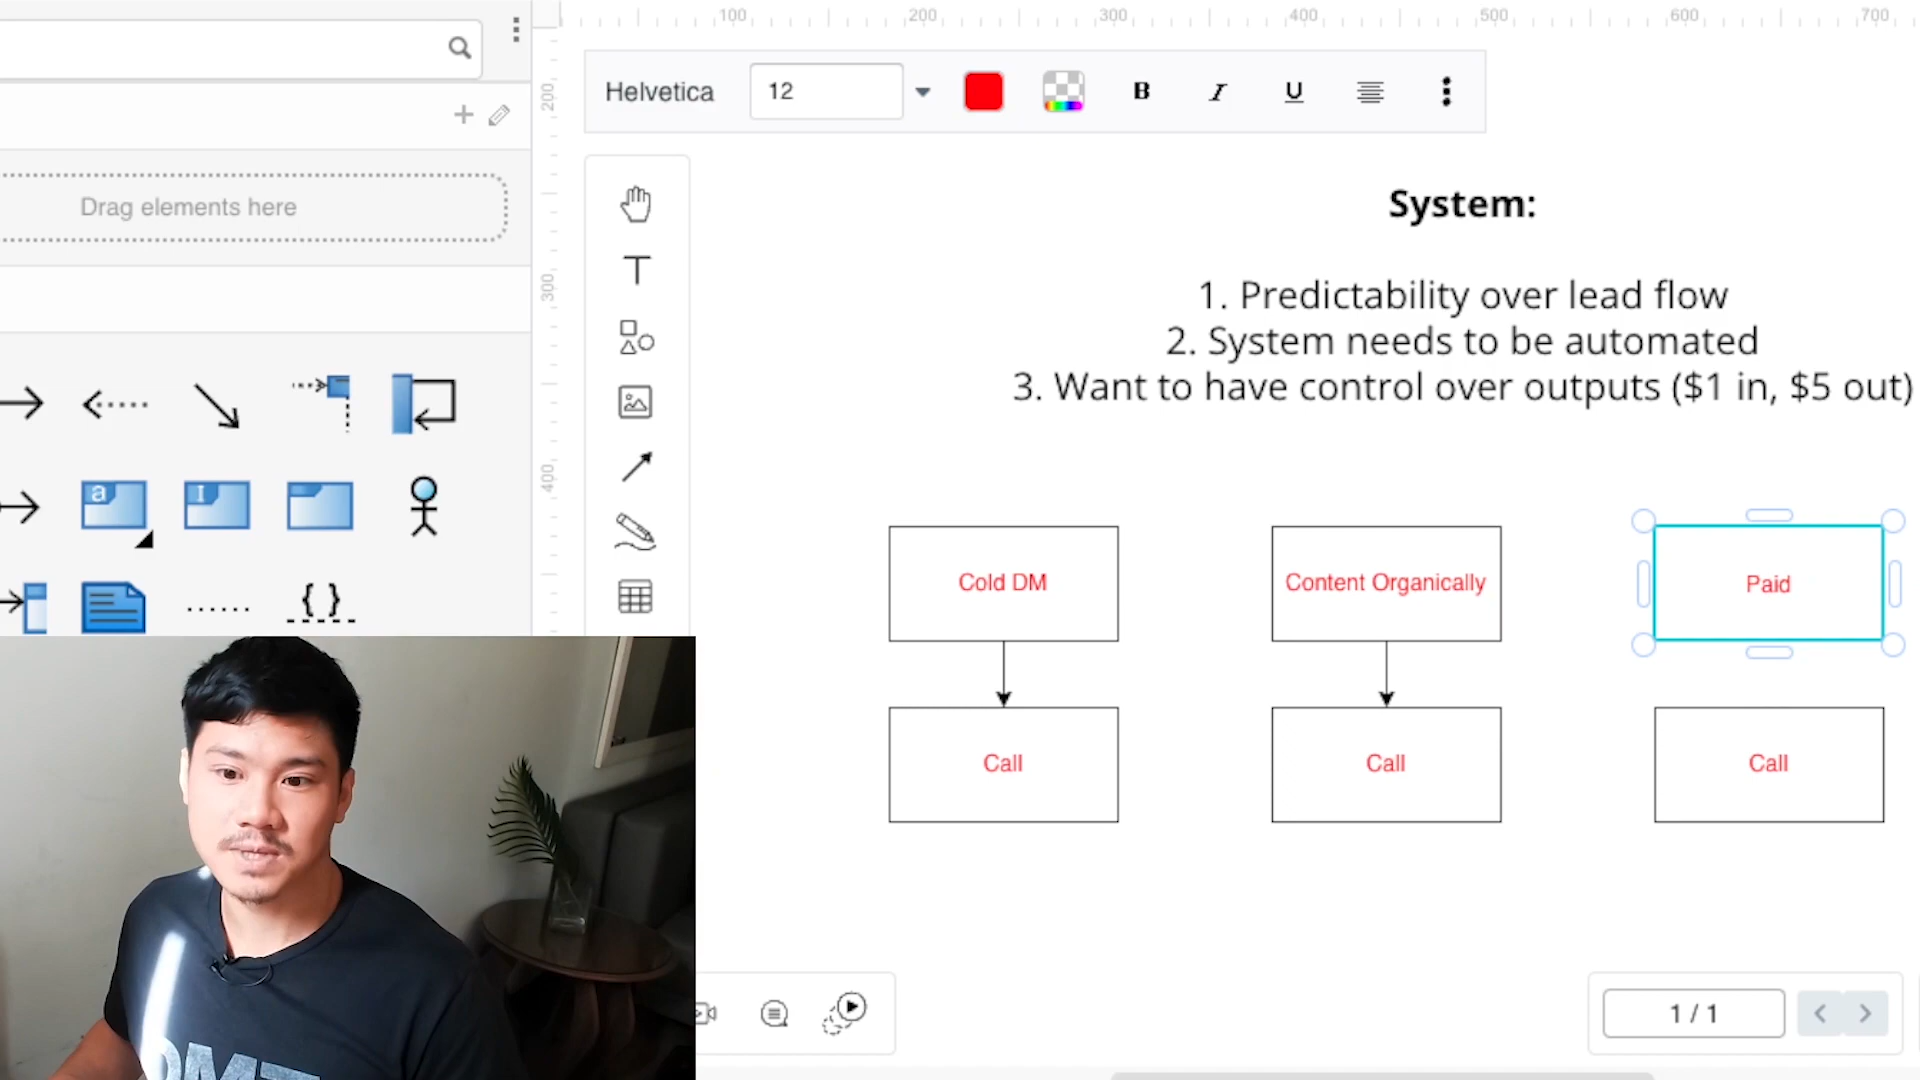 100 200 300 400 500 600 700
Helvetica 12 B I U
200
300
400
Drag elements here
a I
{ }
T
System:
1. Predictability over lead flow
2. System needs to be automated
3. Want to have control over outputs ($1 in, $5 out)
Cold DM Content Organically Paid
Call Call Call
1 / 1